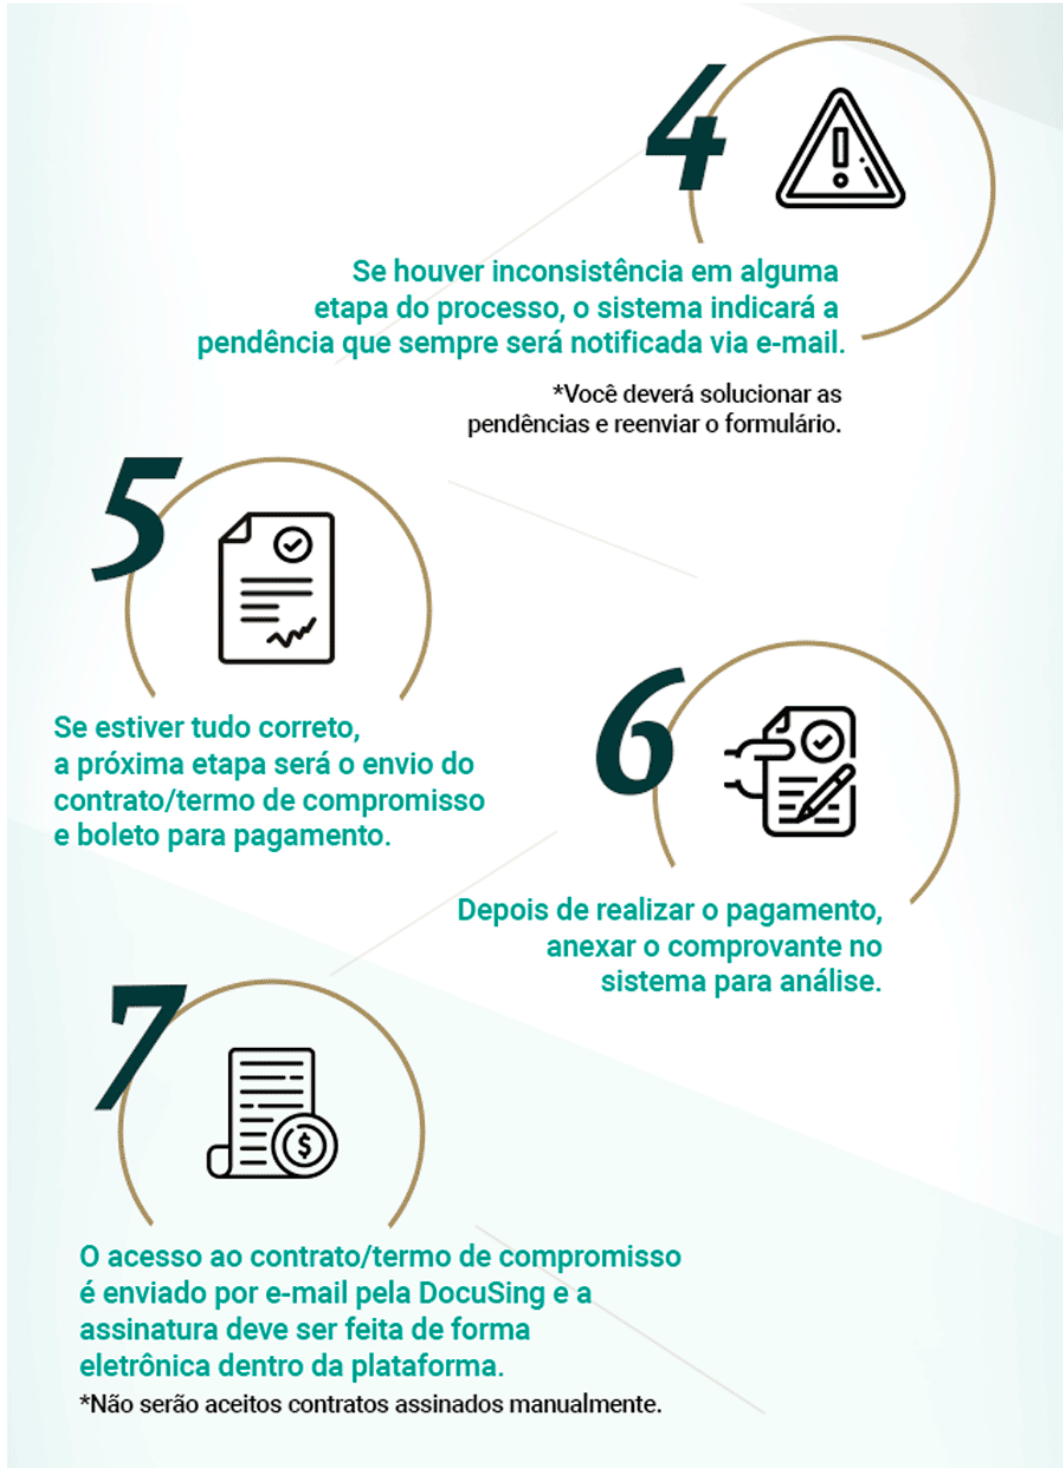 4
Se houver inconsistência em alguma
etapa do processo, o sistema indicará a
pendência que sempre será notificada via e-mail.
*Você deverá solucionar as
pendências e reenviar o formulário.
5
Se estiver tudo correto,
a próxima etapa será o envio do
contrato/termo de compromisso
e boleto para pagamento.
6
Depois de realizar o pagamento,
anexar o comprovante no
sistema para análise.
7
$
O acesso ao contrato/termo de compromisso
é enviado por e-mail pela DocuSing e a
assinatura deve ser feita de forma
eletrônica dentro da plataforma.
*Não serão aceitos contratos assinados manualmente.